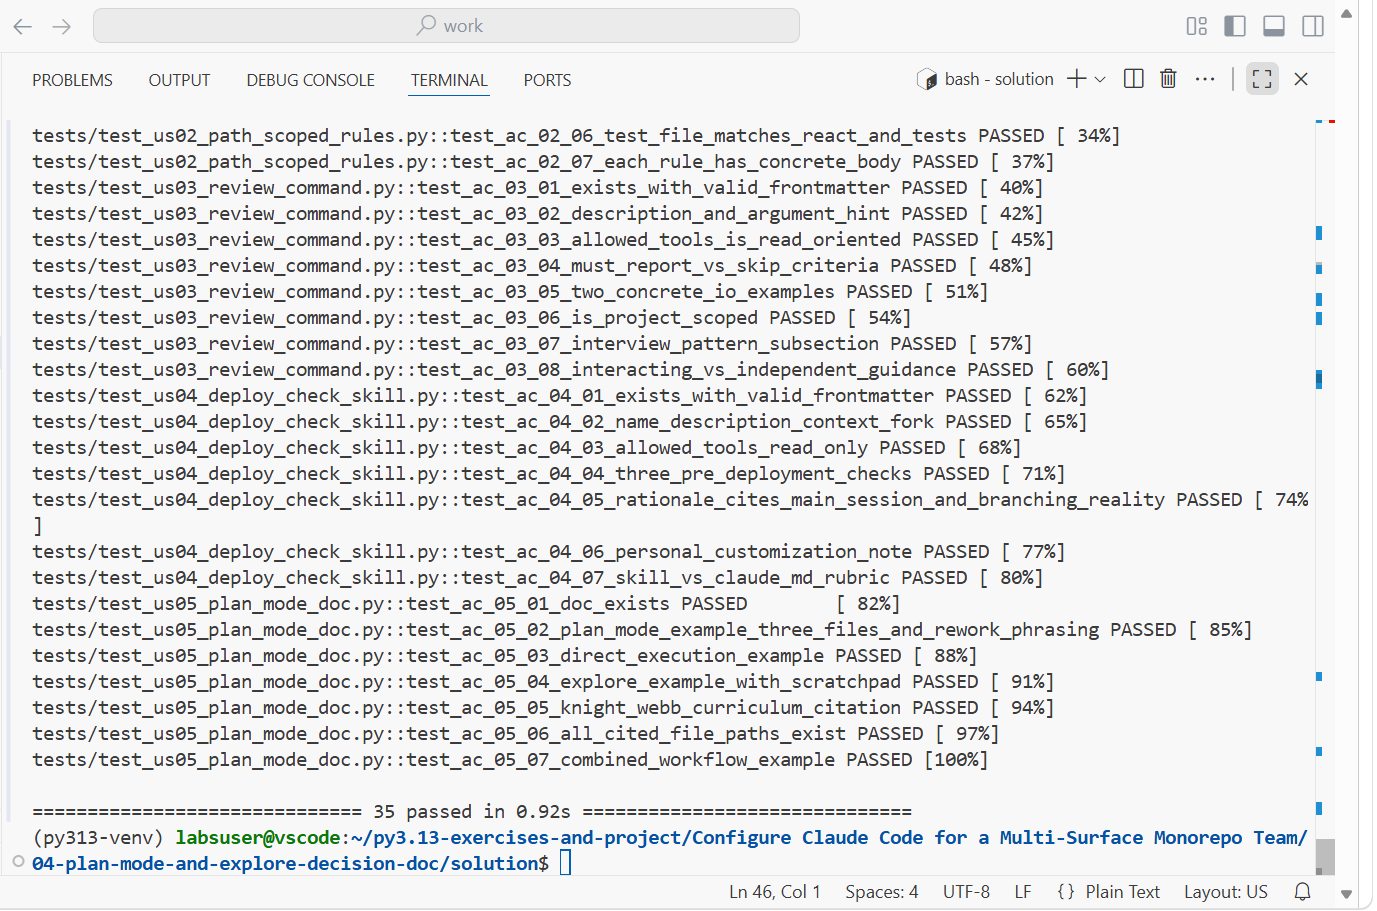 work
PROBLEMS OUTPUT DEBUG CONSOLE TERMINAL PORTS bash - solution
tests/test_us02_path_scoped_rules.py::test_ac_02_06_test_file_matches_react_and_tests PASSED [ 34%]
tests/test_us02_path_scoped_rules.py::test_ac_02_07_each_rule_has_concrete_body PASSED [ 37%]
tests/test_us03_review_command.py::test_ac_03_01_exists_with_valid_frontmatter PASSED [ 40%]
tests/test_us03_review_command.py::test_ac_03_02_description_and_argument_hint PASSED [ 42%]
tests/test_us03_review_command.py::test_ac_03_03_allowed_tools_is_read_oriented PASSED [ 45%]
tests/test_us03_review_command.py::test_ac_03_04_must_report_vs_skip_criteria PASSED [ 48%]
tests/test_us03_review_command.py::test_ac_03_05_two_concrete_io_examples PASSED [ 51%]
tests/test_us03_review_command.py::test_ac_03_06_is_project_scoped PASSED [ 54%]
tests/test_us03_review_command.py::test_ac_03_07_interview_pattern_subsection PASSED [ 57%]
tests/test_us03_review_command.py::test_ac_03_08_interacting_vs_independent_guidance PASSED [ 60%]
tests/test_us04_deploy_check_skill.py::test_ac_04_01_exists_with_valid_frontmatter PASSED [ 62%]
tests/test_us04_deploy_check_skill.py::test_ac_04_02_name_description_context_fork PASSED [ 65%]
tests/test_us04_deploy_check_skill.py::test_ac_04_03_allowed_tools_read_only PASSED [ 68%]
tests/test_us04_deploy_check_skill.py::test_ac_04_04_three_pre_deployment_checks PASSED [ 71%]
tests/test_us04_deploy_check_skill.py::test_ac_04_05_rationale_cites_main_session_and_branching_reality PASSED [ 74%
]
tests/test_us04_deploy_check_skill.py::test_ac_04_06_personal_customization_note PASSED [ 77%]
tests/test_us04_deploy_check_skill.py::test_ac_04_07_skill_vs_claude_md_rubric PASSED [ 80%]
tests/test_us05_plan_mode_doc.py::test_ac_05_01_doc_exists PASSED        [ 82%]
tests/test_us05_plan_mode_doc.py::test_ac_05_02_plan_mode_example_three_files_and_rework_phrasing PASSED [ 85%]
tests/test_us05_plan_mode_doc.py::test_ac_05_03_direct_execution_example PASSED [ 88%]
tests/test_us05_plan_mode_doc.py::test_ac_05_04_explore_example_with_scratchpad PASSED [ 91%]
tests/test_us05_plan_mode_doc.py::test_ac_05_05_knight_webb_curriculum_citation PASSED [ 94%]
tests/test_us05_plan_mode_doc.py::test_ac_05_06_all_cited_file_paths_exist PASSED [ 97%]
tests/test_us05_plan_mode_doc.py::test_ac_05_07_combined_workflow_example PASSED [100%]
============================== 35 passed in 0.92s ==============================
(py313-venv) labsuser@vscode:~/py3.13-exercises-and-project/Configure Claude Code for a Multi-Surface Monorepo Team/
04-plan-mode-and-explore-decision-doc/solution$
Ln 46, Col 1 Spaces: 4 UTF-8 LF {} Plain Text Layout: US